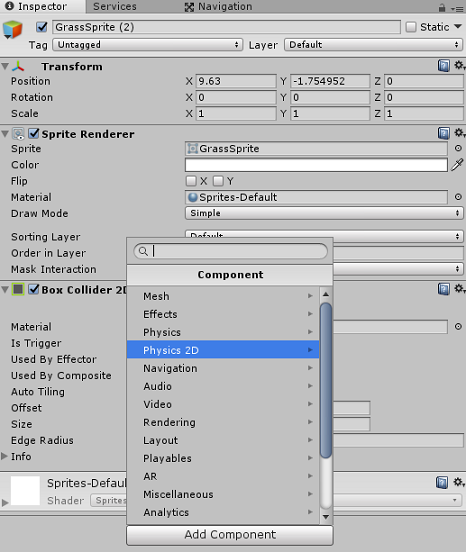 Inspector Services Navigation
GrassSprite (2) Static
Tag Untagged Layer Default
Transform
Position X 9.63 Y -1.754952 Z 0
Rotation X 0 Y 0 Z 0
Scale X 1 Y 1 Z 1
Sprite Renderer
Sprite GrassSprite
Color
Flip X Y
Material Sprites-Default
Draw Mode Simple
Sorting Layer Default
Order in Layer
Mask Interaction
Component
Box Collider 2D
Mesh
Effects
Material
Physics
Is Trigger
Physics 2D
Used By Effector
Navigation
Used By Composite
Audio
Auto Tiling
Video
Offset
Rendering
Size
Layout
Edge Radius
Info
Playables
AR
Sprites-Defau
Miscellaneous
Shader Sprites
Analytics
Add Component